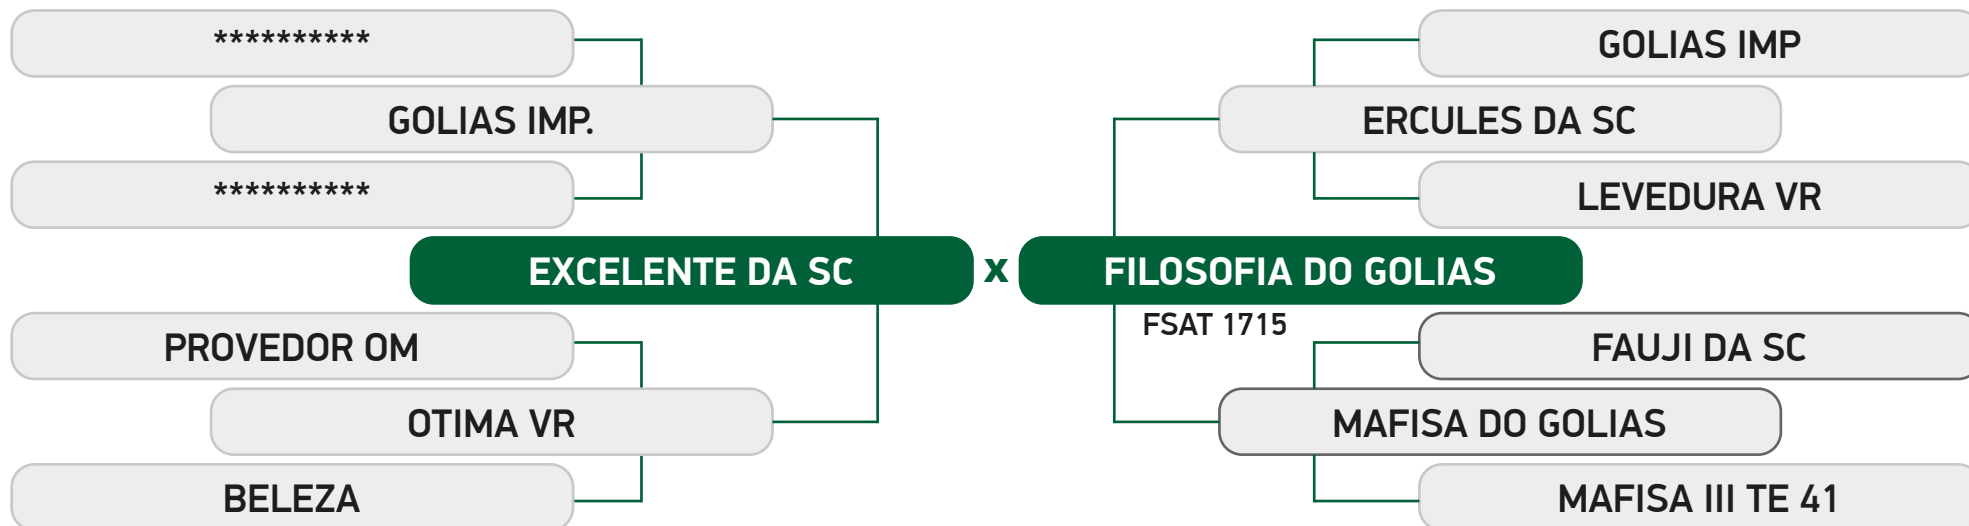 **********
GOLIAS IMP.
**********
EXCELENTE DA SC
PROVEDOR OM
OTIMA VR
BELEZA
x
GOLIAS IMP
ERCULES DA SC
LEVEDURA VR
FILOSOFIA DO GOLIAS
FSAT 1715
FAUJI DA SC
MAFISA DO GOLIAS
MAFISA III TE 41